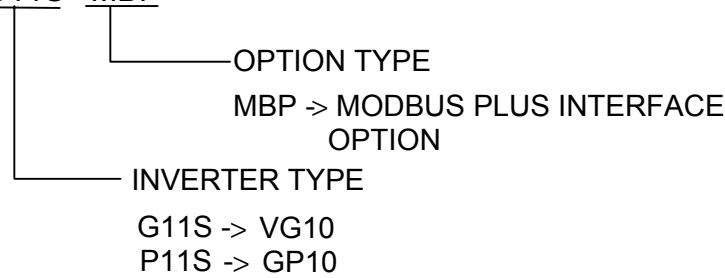 OPTION TYPE
MBP -> MODBUS PLUS INTERFACE
OPTION
INVERTER TYPE
G11S -> VG10
P11S -> GP10